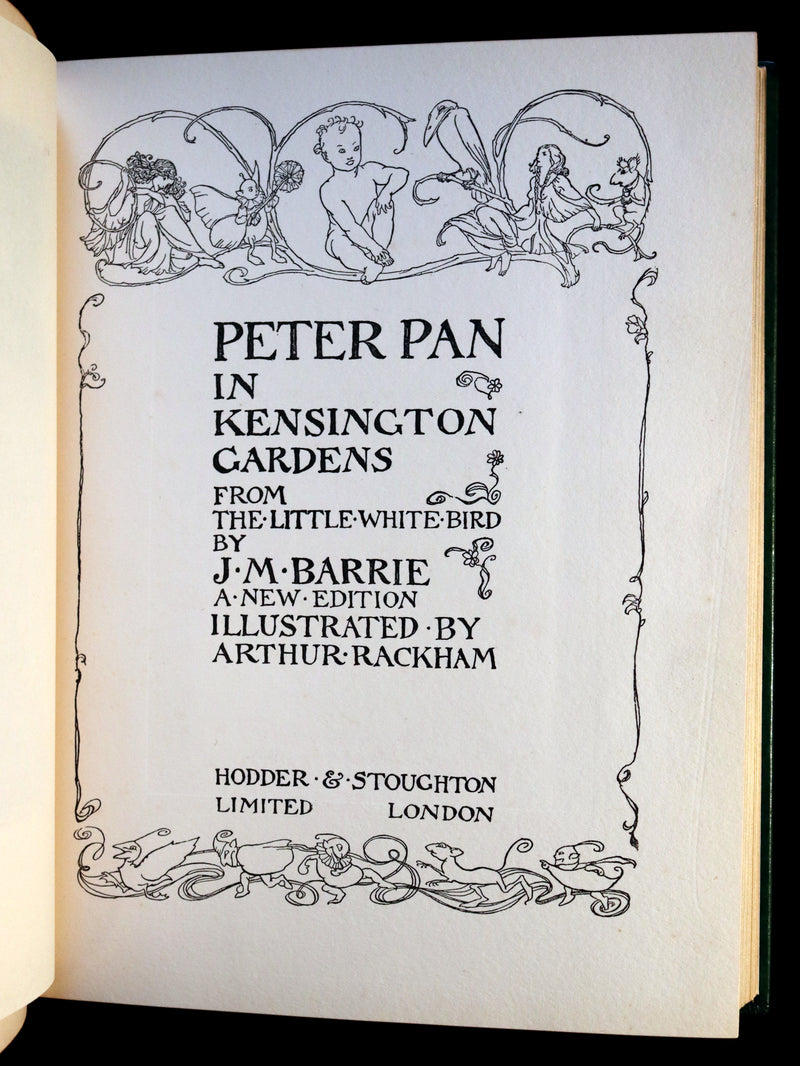 PETER PAN
IN
KENSINGTON
GARDENS
FROM
THE·LITTLE·WHITE·BIRD
BY
J·M·BARRIE
A·NEW·EDITION
ILLUSTRATED·BY
ARTHUR·RACKHAM
HODDER·&·STOUGHTON
LIMITED LONDON